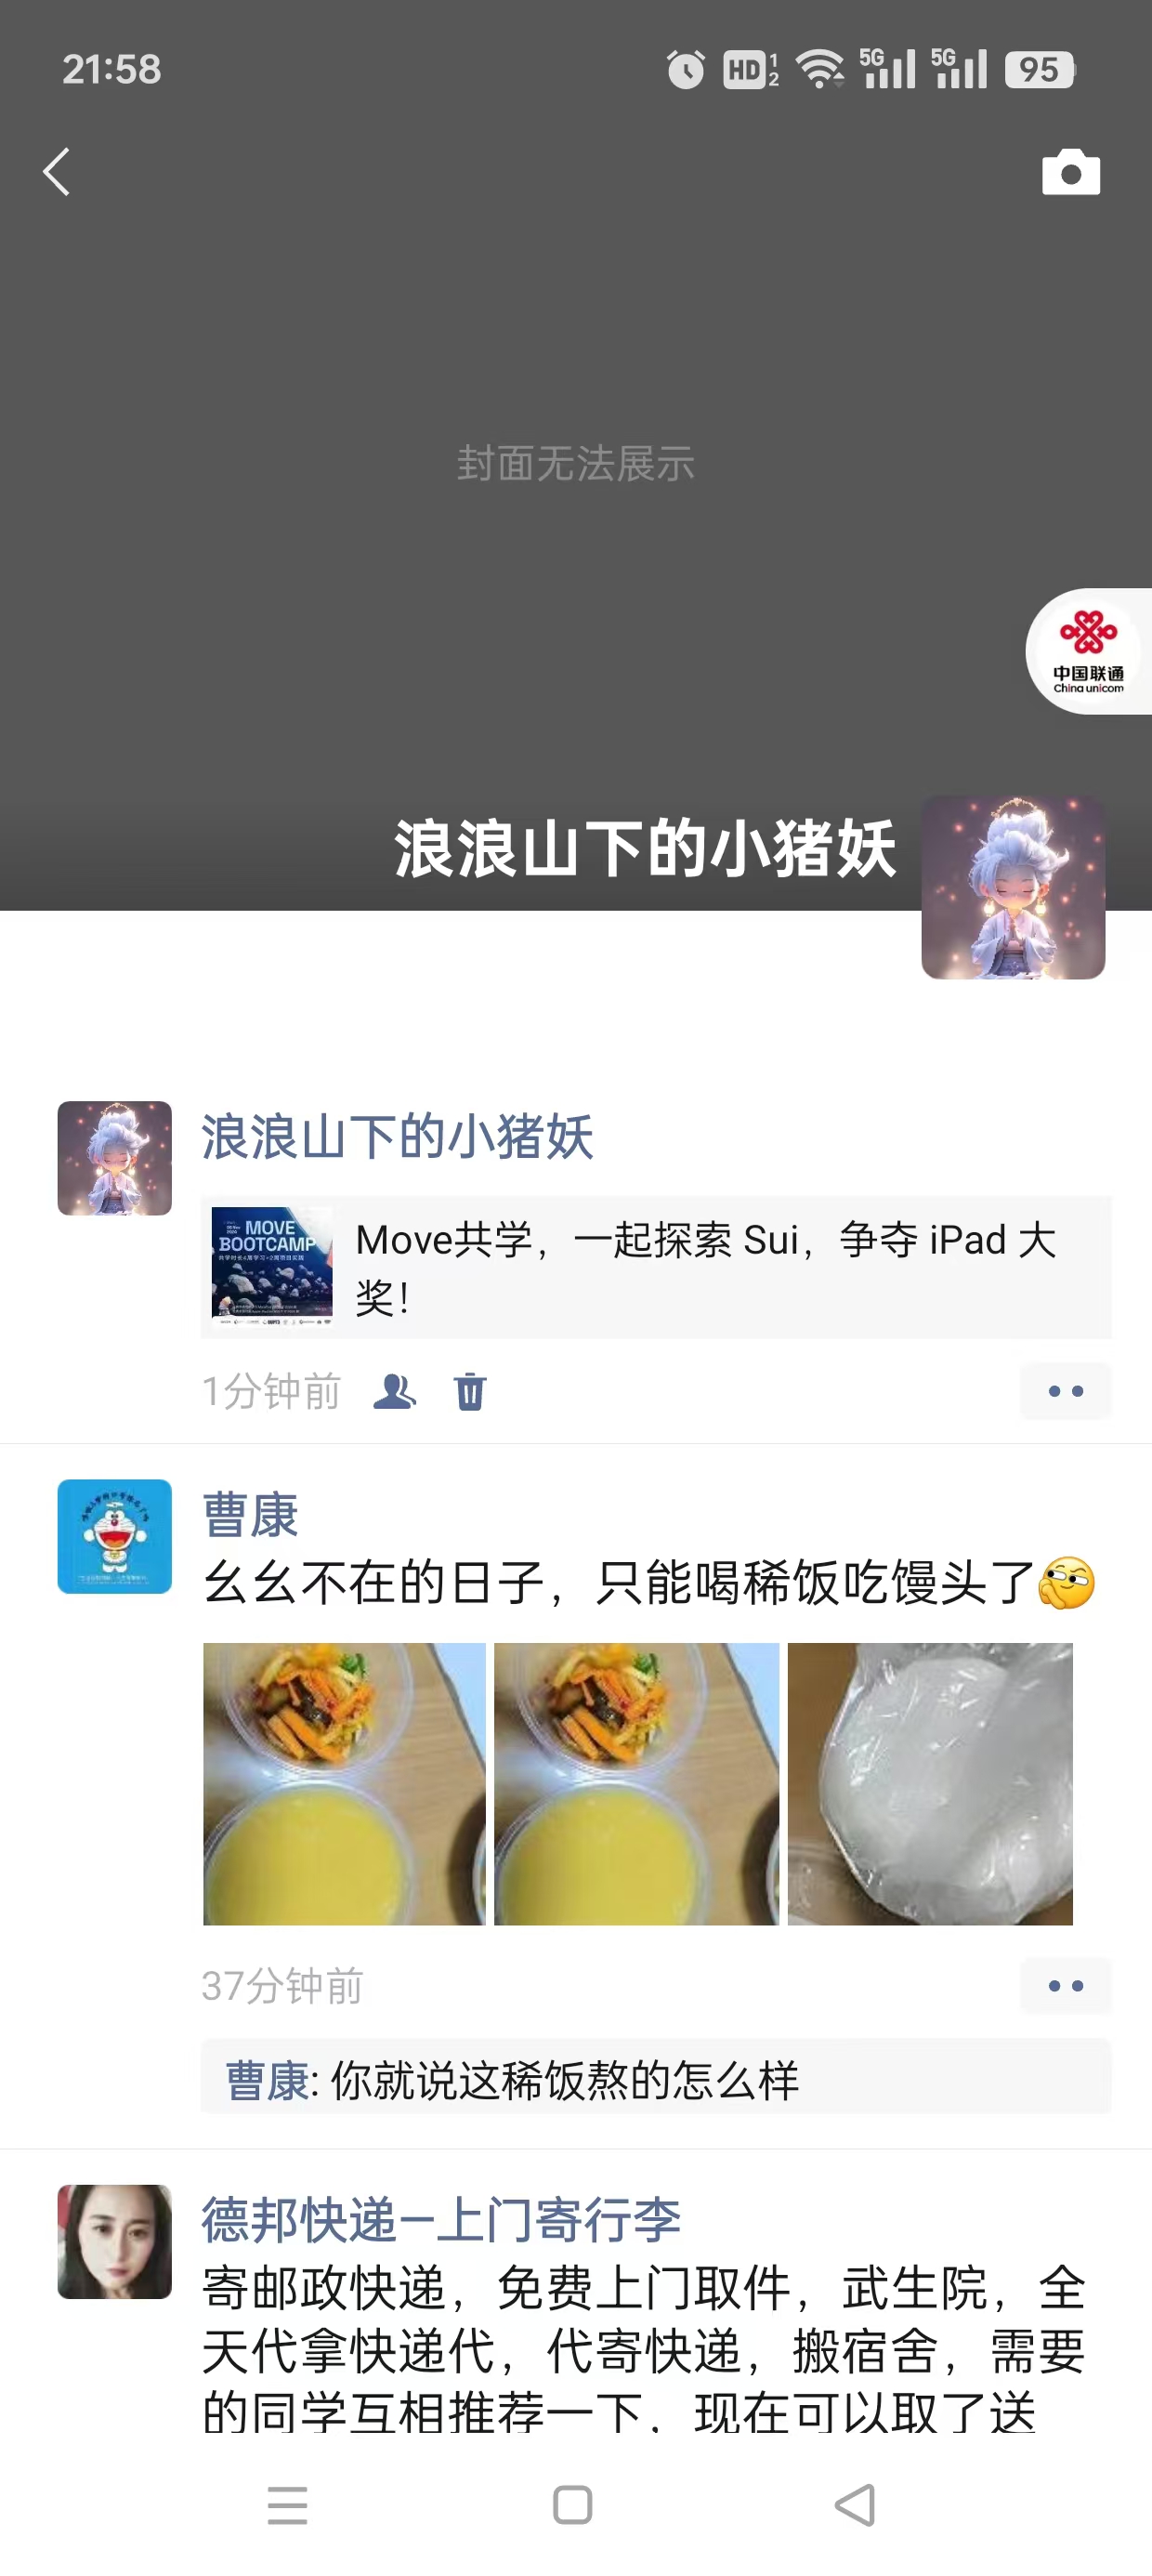 21:58
HD 1 2 5G 5G 95
封面无法展示
中国联通
China unicom
浪浪山下的小猪妖
浪浪山下的小猪妖
MOVE
BOOTCAMP
Move共学，一起探索 Sui，争夺 iPad 大
奖！
1分钟前
曹康
幺幺不在的日子，只能喝稀饭吃馒头了
37分钟前
曹康: 你就说这稀饭熬的怎么样
德邦快递—上门寄行李
寄邮政快递，免费上门取件，武生院，全
天代拿快递代，代寄快递，搬宿舍，需要
的同学互相推荐一下，现在可以取了送